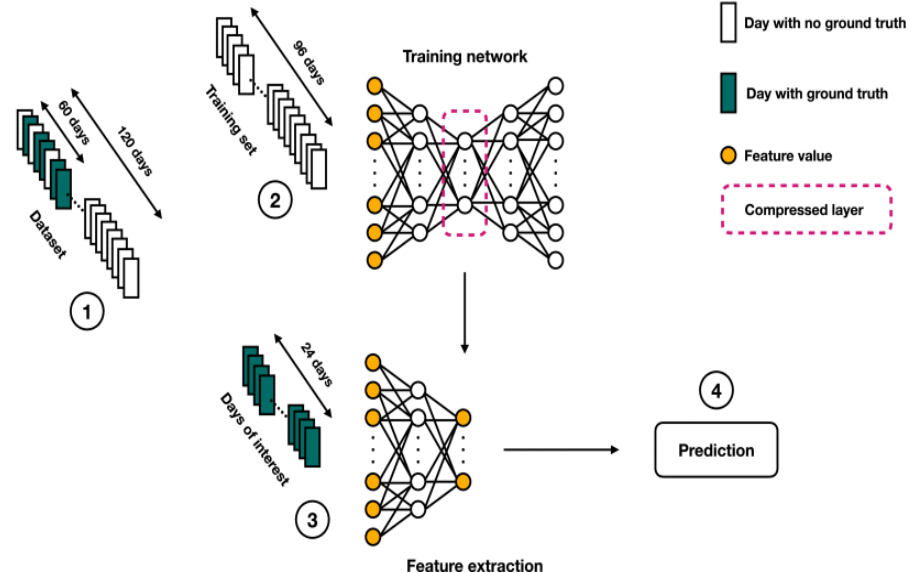 Day with no ground truth
Day with ground truth
Feature value
Compressed layer
60 days
120 days
Dataset
1
96 days
Training set
2
Training network
24 days
Days of interest
3
Feature extraction
4
Prediction